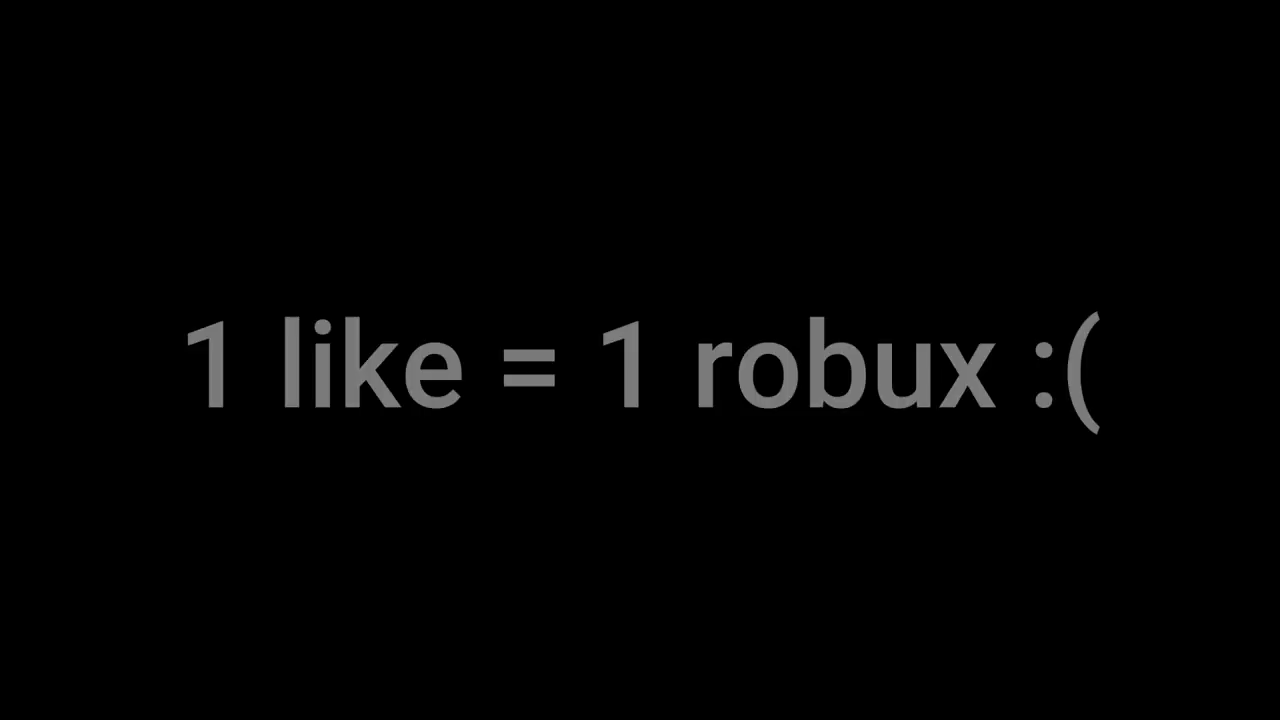 1 like = 1 robux :(